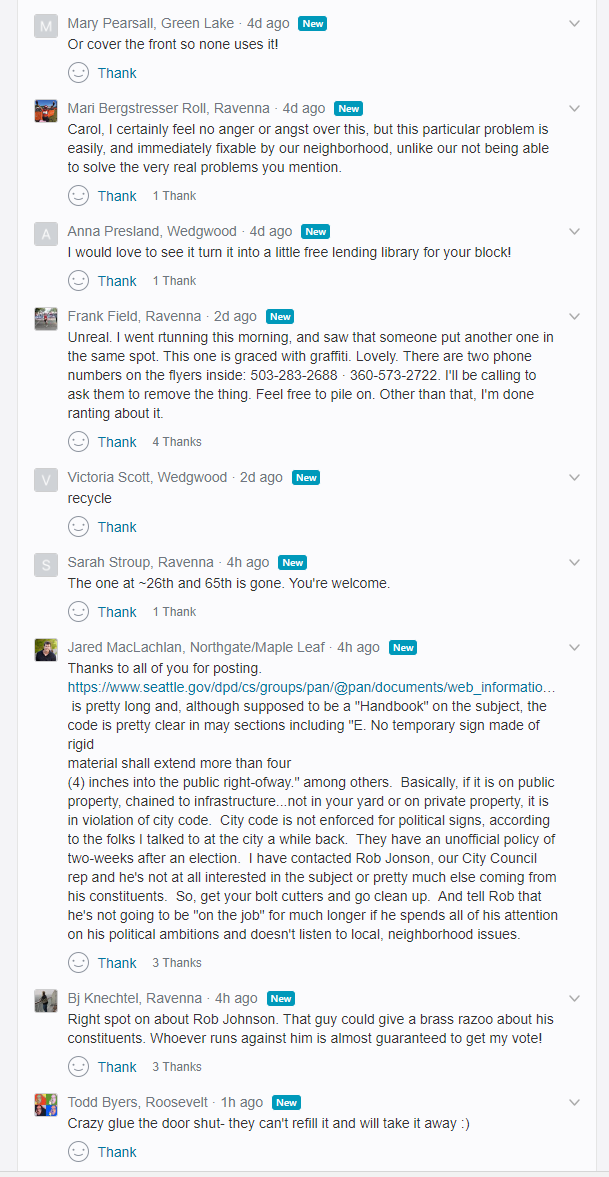 M
Mary Pearsall, Green Lake · 4d ago New
Or cover the front so none uses it!
Thank
Mari Bergstresser Roll, Ravenna · 4d ago New
Carol, I certainly feel no anger or angst over this, but this particular problem is
easily, and immediately fixable by our neighborhood, unlike our not being able
to solve the very real problems you mention.
Thank 1 Thank
A
Anna Presland, Wedgwood · 4d ago New
I would love to see it turn it into a little free lending library for your block!
Thank 1 Thank
Frank Field, Ravenna · 2d ago New
Unreal. I went rtunning this morning, and saw that someone put another one in
the same spot. This one is graced with graffiti. Lovely. There are two phone
numbers on the flyers inside: 503-283-2688 · 360-573-2722. I'll be calling to
ask them to remove the thing. Feel free to pile on. Other than that, I'm done
ranting about it.
Thank 4 Thanks
V
Victoria Scott, Wedgwood · 2d ago New
recycle
Thank
S
Sarah Stroup, Ravenna · 4h ago New
The one at ~26th and 65th is gone. You're welcome.
Thank 1 Thank
Jared MacLachlan, Northgate/Maple Leaf · 4h ago New
Thanks to all of you for posting.
https://www.seattle.gov/dpd/cs/groups/pan/@pan/documents/web_informatio...
is pretty long and, although supposed to be a "Handbook" on the subject, the
code is pretty clear in may sections including "E. No temporary sign made of
rigid
material shall extend more than four
(4) inches into the public right-ofway." among others. Basically, if it is on public
property, chained to infrastructure...not in your yard or on private property, it is
in violation of city code. City code is not enforced for political signs, according
to the folks I talked to at the city a while back. They have an unofficial policy of
two-weeks after an election. I have contacted Rob Jonson, our City Council
rep and he's not at all interested in the subject or pretty much else coming from
his constituents. So, get your bolt cutters and go clean up. And tell Rob that
he's not going to be "on the job" for much longer if he spends all of his attention
on his political ambitions and doesn't listen to local, neighborhood issues.
Thank 3 Thanks
Bj Knechtel, Ravenna · 4h ago New
Right spot on about Rob Johnson. That guy could give a brass razoo about his
constituents. Whoever runs against him is almost guaranteed to get my vote!
Thank 3 Thanks
Todd Byers, Roosevelt · 1h ago New
Crazy glue the door shut- they can't refill it and will take it away :)
Thank